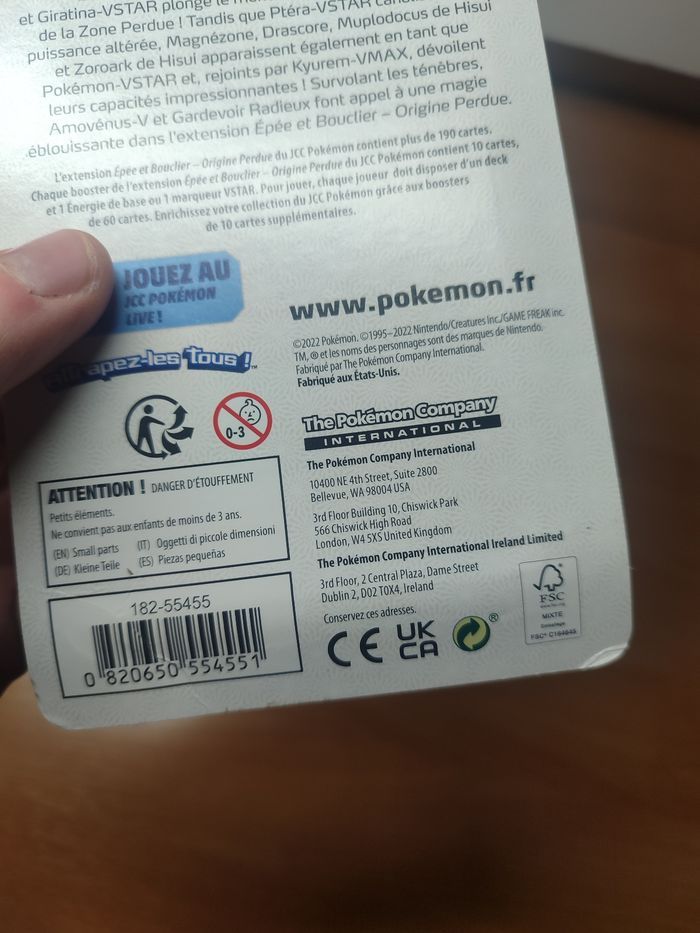 et Giratina-VSTAR plonge le
de la Zone Perdue ! Tandis que Ptéra-VSTAR
puissance altérée, Magnézone, Drascore, Muplodocus de Hisui
et Zoroark de Hisui apparaissent également en tant que
Pokémon-VSTAR et, rejoints par Kyurem-VMAX, dévoilent
leurs capacités impressionnantes ! Survolant les ténèbres,
Amovénus-V et Gardevoir Radieux font appel à une magie
éblouissante dans l'extension Épée et Bouclier – Origine Perdue.
L'extension Épée et Bouclier – Origine Perdue du JCC Pokémon contient plus de 190 cartes.
Chaque booster de l'extension Épée et Bouclier – Origine Perdue du JCC Pokémon contient 10 cartes,
et 1 Énergie de base ou 1 marqueur VSTAR. Pour jouer, chaque joueur doit disposer d'un deck
de 60 cartes. Enrichissez votre collection du JCC Pokémon grâce aux boosters
de 10 cartes supplémentaires.
JOUEZ AU
JCC POKÉMON
LIVE !
www.pokemon.fr
©2022 Pokémon. ©1995–2022 Nintendo/Creatures Inc./GAME FREAK inc.
TM, ® et les noms des personnages sont des marques de Nintendo.
Fabriqué par The Pokémon Company International.
Fabriqué aux États-Unis.
Attrapez-les Tous !™
0-3
The Pokémon Company
INTERNATIONAL
ATTENTION ! DANGER D'ÉTOUFFEMENT
Petits éléments.
Ne convient pas aux enfants de moins de 3 ans.
(EN) Small parts (IT) Oggetti di piccole dimensioni
(DE) Kleine Teile (ES) Piezas pequeñas
The Pokémon Company International
10400 NE 4th Street, Suite 2800
Bellevue, WA 98004 USA
3rd Floor Building 10, Chiswick Park
566 Chiswick High Road
London, W4 5XS United Kingdom
The Pokémon Company International Ireland Limited
3rd Floor, 2 Central Plaza, Dame Street
Dublin 2, D02 T0X4, Ireland
Conservez ces adresses.
182-55455
0 820650 554551
CE UK CA ®
FSC
www.fsc.org
MIXTE
Emballage
FSC®